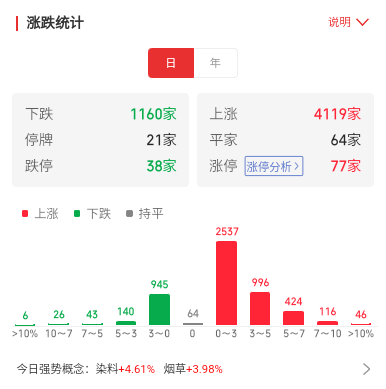 涨跌统计 说明
日 年
下跌 1160家 上涨 4119家
停牌 21家 平家 64家
跌停 38家 涨停 涨停分析 77家
上涨 下跌 持平
6 26 43 140 945 64 2537 996 424 116 46
>10% 10～7 7～5 5～3 3～0 0 0～3 3～5 5～7 7～10 >10%
今日强势概念：染料+4.61% 烟草+3.98%